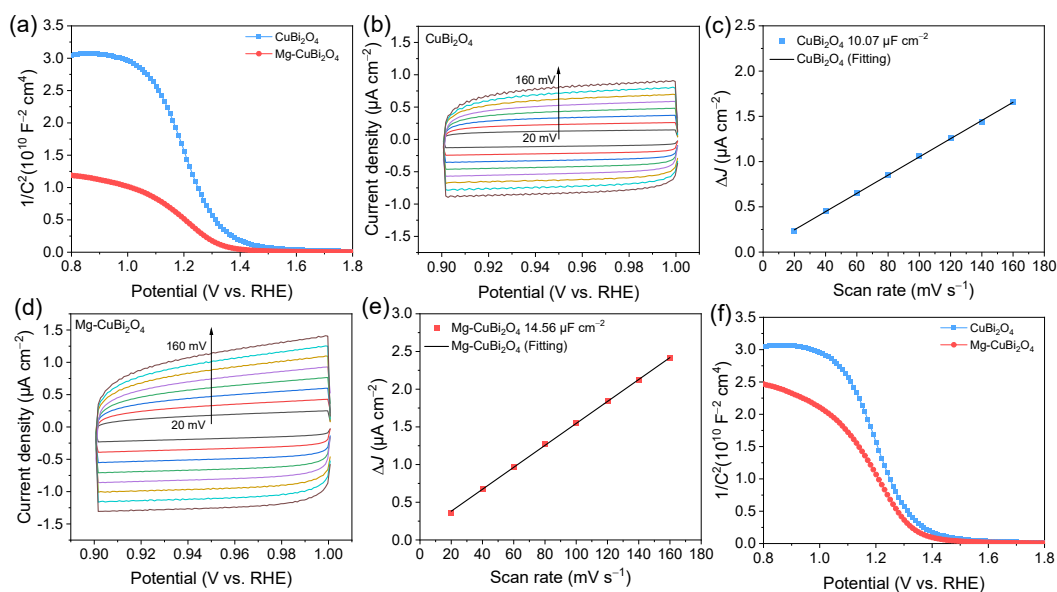 (a)
1/C²(10¹⁰ F⁻² cm⁴)
3.5
3.0
2.5
2.0
1.5
1.0
0.5
0.0
CuBi₂O₄
Mg-CuBi₂O₄
0.8 1.0 1.2 1.4 1.6 1.8
Potential (V vs. RHE)
(b)
Current density (μA cm⁻²)
1.5
1.0
0.5
0.0
-0.5
-1.0
-1.5
CuBi₂O₄
160 mV
20 mV
0.90 0.92 0.94 0.96 0.98 1.00
Potential (V vs. RHE)
(c)
ΔJ (μA cm⁻²)
2.5
2.0
1.5
1.0
0.5
0.0
CuBi₂O₄ 10.07 μF cm⁻²
CuBi₂O₄ (Fitting)
0 20 40 60 80 100 120 140 160 180
Scan rate (mV s⁻¹)
(d)
Current density (μA cm⁻²)
1.5
1.0
0.5
0.0
-0.5
-1.0
-1.5
Mg-CuBi₂O₄
160 mV
20 mV
0.90 0.92 0.94 0.96 0.98 1.00
Potential (V vs. RHE)
(e)
ΔJ (μA cm⁻²)
3.0
2.5
2.0
1.5
1.0
0.5
0.0
Mg-CuBi₂O₄ 14.56 μF cm⁻²
Mg-CuBi₂O₄ (Fitting)
0 20 40 60 80 100 120 140 160 180
Scan rate (mV s⁻¹)
(f)
1/C²(10¹⁰ F⁻² cm⁴)
3.5
3.0
2.5
2.0
1.5
1.0
0.5
0.0
CuBi₂O₄
Mg-CuBi₂O₄
0.8 1.0 1.2 1.4 1.6 1.8
Potential (V vs. RHE)